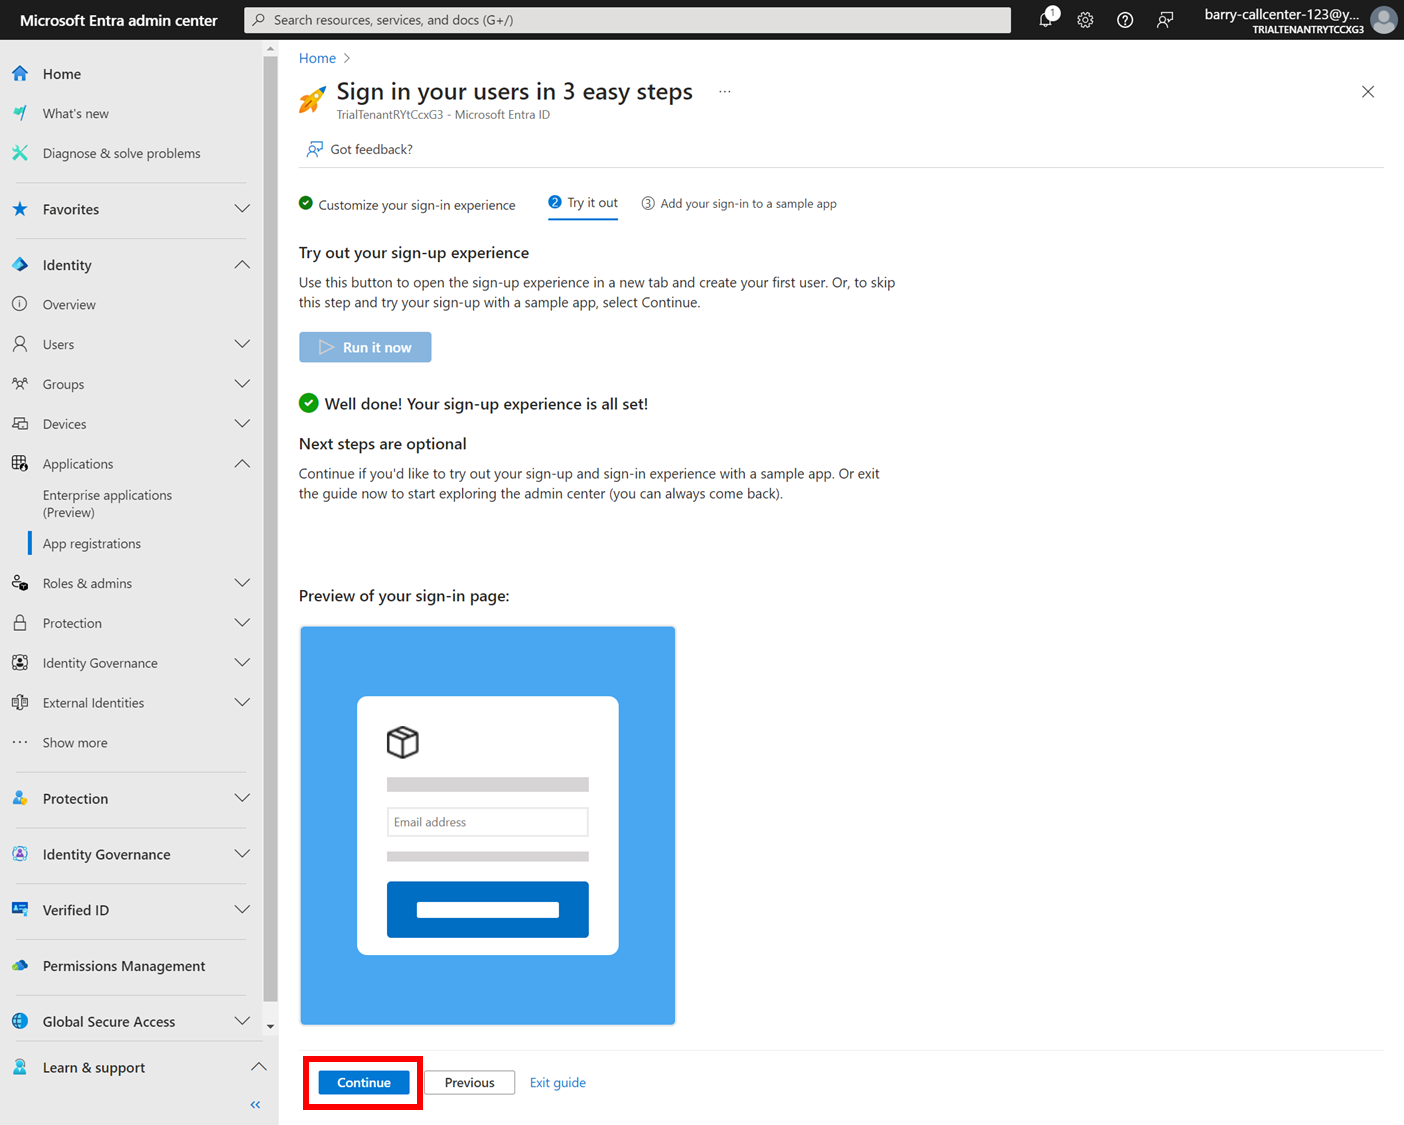 Microsoft Entra admin center
Search resources, services, and docs (G+/)
1
barry-callcenter-123@y...
TRIALTENANTRYTCCXG3
Home
What's new
Diagnose & solve problems
Favorites
Identity
Overview
Users
Groups
Devices
Applications
Enterprise applications
(Preview)
App registrations
Roles & admins
Protection
Identity Governance
External Identities
Show more
Protection
Identity Governance
Verified ID
Permissions Management
Global Secure Access
Learn & support
Home
Sign in your users in 3 easy steps
TrialTenantRYtCcxG3 - Microsoft Entra ID
Got feedback?
Customize your sign-in experience
2 Try it out
3 Add your sign-in to a sample app
Try out your sign-up experience
Use this button to open the sign-up experience in a new tab and create your first user. Or, to skip
this step and try your sign-up with a sample app, select Continue.
Run it now
Well done! Your sign-up experience is all set!
Next steps are optional
Continue if you'd like to try out your sign-up and sign-in experience with a sample app. Or exit
the guide now to start exploring the admin center (you can always come back).
Preview of your sign-in page:
Email address
Continue
Previous
Exit guide